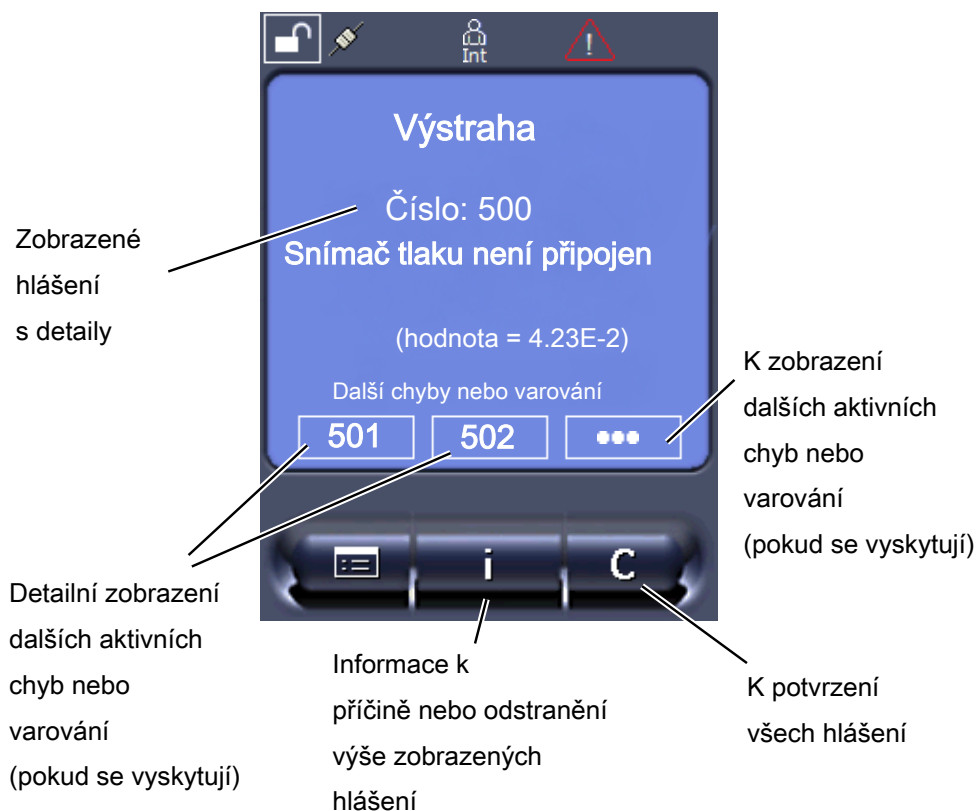 Int
Výstraha
Číslo: 500
Snímač tlaku není připojen
(hodnota = 4.23E-2)
Další chyby nebo varování
501
502
•••
i
C
Zobrazené
hlášení
s detaily
K zobrazení
dalších aktivních
chyb nebo
varování
(pokud se vyskytují)
Detailní zobrazení
dalších aktivních
chyb nebo
varování
(pokud se vyskytují)
Informace k
příčině nebo odstranění
výše zobrazených
hlášení
K potvrzení
všech hlášení